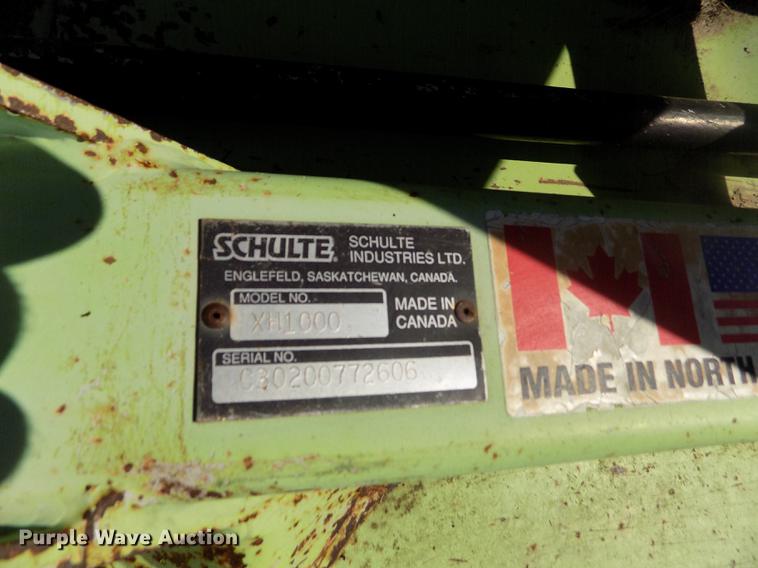 SCHULTE
SCHULTE
INDUSTRIES LTD.
ENGLEFELD, SASKATCHEWAN, CANADA.
MODEL NO.
XH1000
MADE IN
CANADA
SERIAL NO.
C30200772606
MADE IN NORTH
Purple Wave Auction